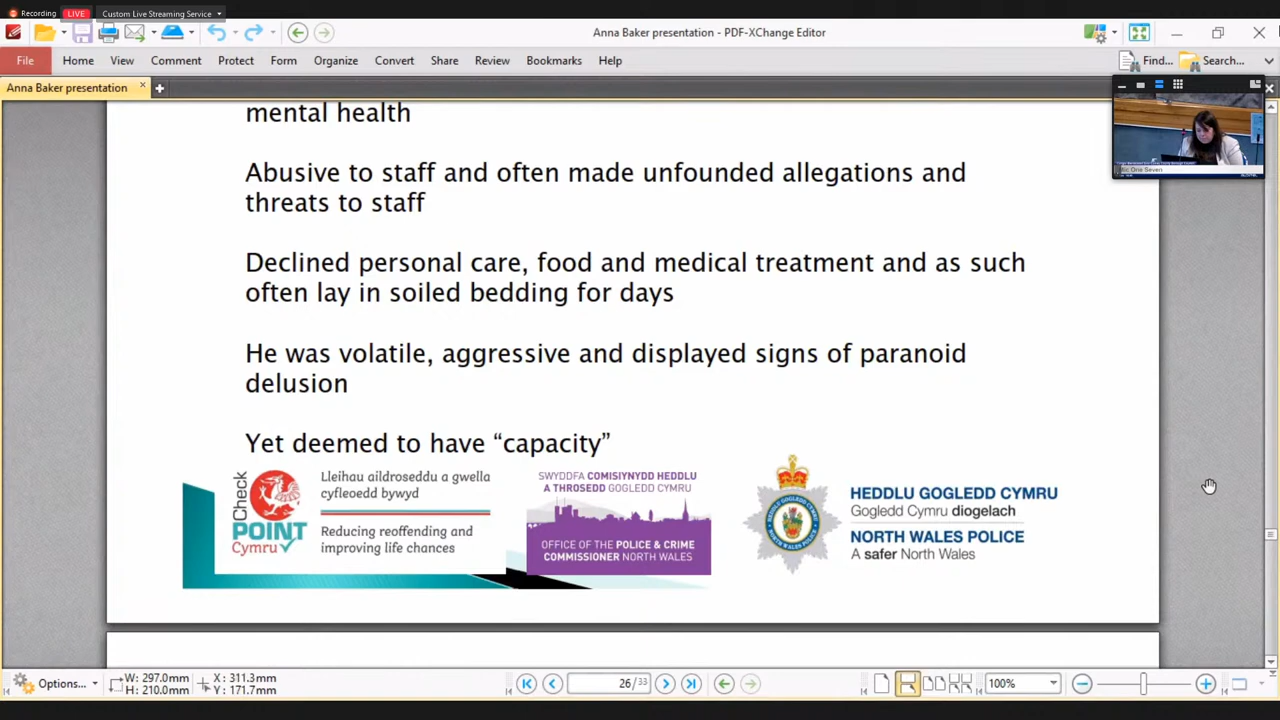 Recording
LIVE
Custom Live Streaming Service
Anna Baker presentation - PDF-XChange Editor
File
Home
View
Comment
Protect
Form
Organize
Convert
Share
Review
Bookmarks
Help
Find...
Search...
Anna Baker presentation
mental health
Abusive to staff and often made unfounded allegations and
threats to staff
Declined personal care, food and medical treatment and as such
often lay in soiled bedding for days
He was volatile, aggressive and displayed signs of paranoid
delusion
Yet deemed to have “capacity”
Check
POINT
Cymru
Lleihau aildroseddu a gwella
cyfleoedd bywyd
Reducing reoffending and
improving life chances
SWYDDFA COMISIYNYDD HEDDLU
A THROSEDD GOGLEDD CYMRU
OFFICE OF THE POLICE & CRIME
COMMISSIONER NORTH WALES
HEDDLU GOGLEDD CYMRU
Gogledd Cymru diogelach
NORTH WALES POLICE
A safer North Wales
Mic One Seven
Options...
W: 297.0mm
H: 210.0mm
X: 311.3mm
Y: 171.7mm
26/33
100%